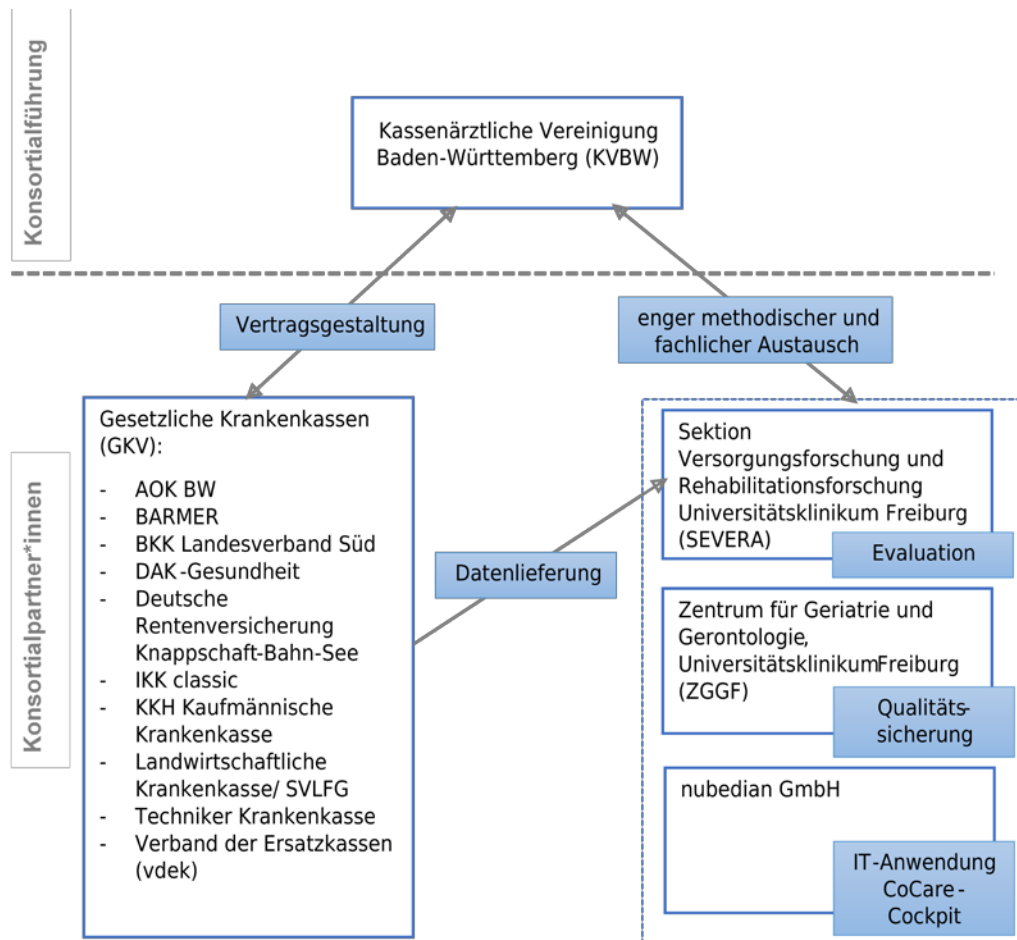 Konsortialführung
Kassenärztliche Vereinigung
Baden-Württemberg (KVBW)
Vertragsgestaltung
enger methodischer und
fachlicher Austausch
Konsortialpartner*innen
Gesetzliche Krankenkassen
(GKV):
- AOK BW
- BARMER
- BKK Landesverband Süd
- DAK-Gesundheit
- Deutsche
Rentenversicherung
Knappschaft-Bahn-See
- IKK classic
- KKH Kaufmännische
Krankenkasse
- Landwirtschaftliche
Krankenkasse/ SVLFG
- Techniker Krankenkasse
- Verband der Ersatzkassen
(vdek)
Datenlieferung
Sektion
Versorgungsforschung und
Rehabilitationsforschung
Universitätsklinikum Freiburg
(SEVERA)
Evaluation
Zentrum für Geriatrie und
Gerontologie,
UniversitätsklinikumFreiburg
(ZGGF)
Qualitäts-
sicherung
nubedian GmbH
IT-Anwendung
CoCare-
Cockpit